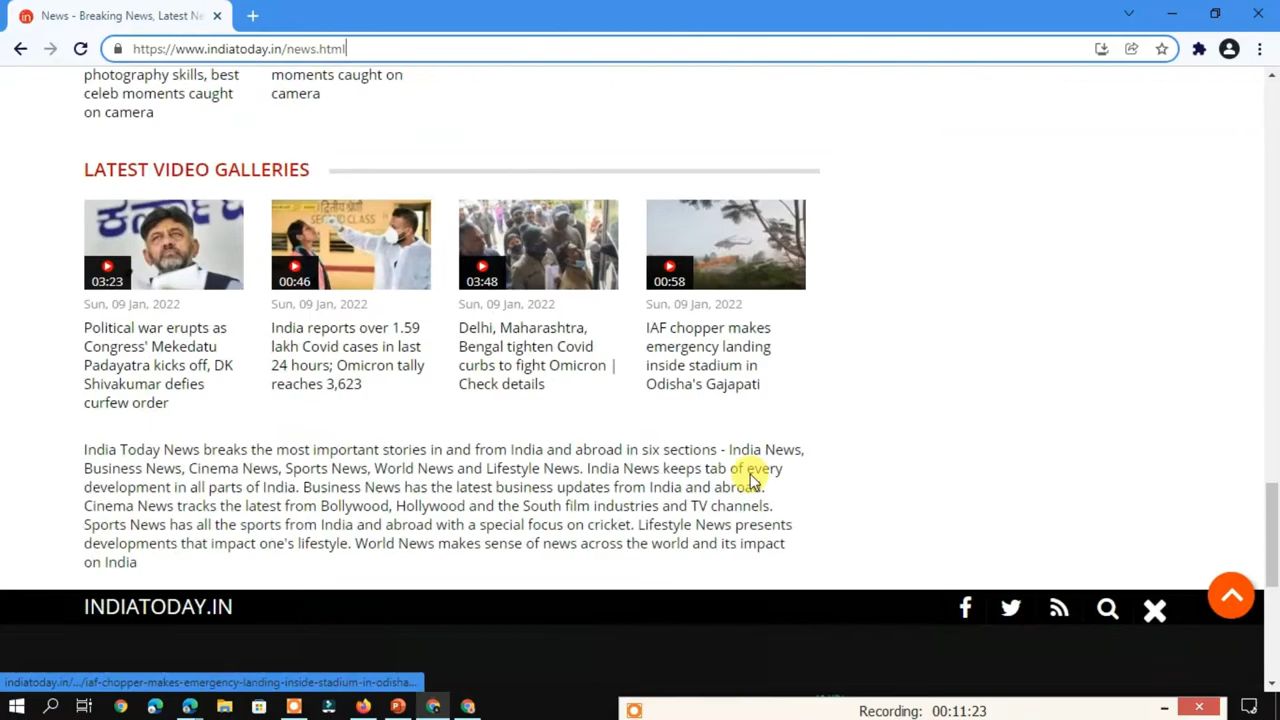 News - Breaking News, Latest Ne
https://www.indiatoday.in/news.html
photography skills, best
celeb moments caught
on camera
moments caught on
camera
LATEST VIDEO GALLERIES
कर्ना
द्वितीय श्रेणी
SECOND CLASS
03:23
00:46
03:48
00:58
Sun, 09 Jan, 2022
Sun, 09 Jan, 2022
Sun, 09 Jan, 2022
Sun, 09 Jan, 2022
Political war erupts as
Congress' Mekedatu
Padayatra kicks off, DK
Shivakumar defies
curfew order
India reports over 1.59
lakh Covid cases in last
24 hours; Omicron tally
reaches 3,623
Delhi, Maharashtra,
Bengal tighten Covid
curbs to fight Omicron |
Check details
IAF chopper makes
emergency landing
inside stadium in
Odisha's Gajapati
India Today News breaks the most important stories in and from India and abroad in six sections - India News,
Business News, Cinema News, Sports News, World News and Lifestyle News. India News keeps tab of every
development in all parts of India. Business News has the latest business updates from India and abroad.
Cinema News tracks the latest from Bollywood, Hollywood and the South film industries and TV channels.
Sports News has all the sports from India and abroad with a special focus on cricket. Lifestyle News presents
developments that impact one's lifestyle. World News makes sense of news across the world and its impact
on India
INDIATODAY.IN
indiatoday.in/.../iaf-chopper-makes-emergency-landing-inside-stadium-in-odisha...
Recording: 00:11:23